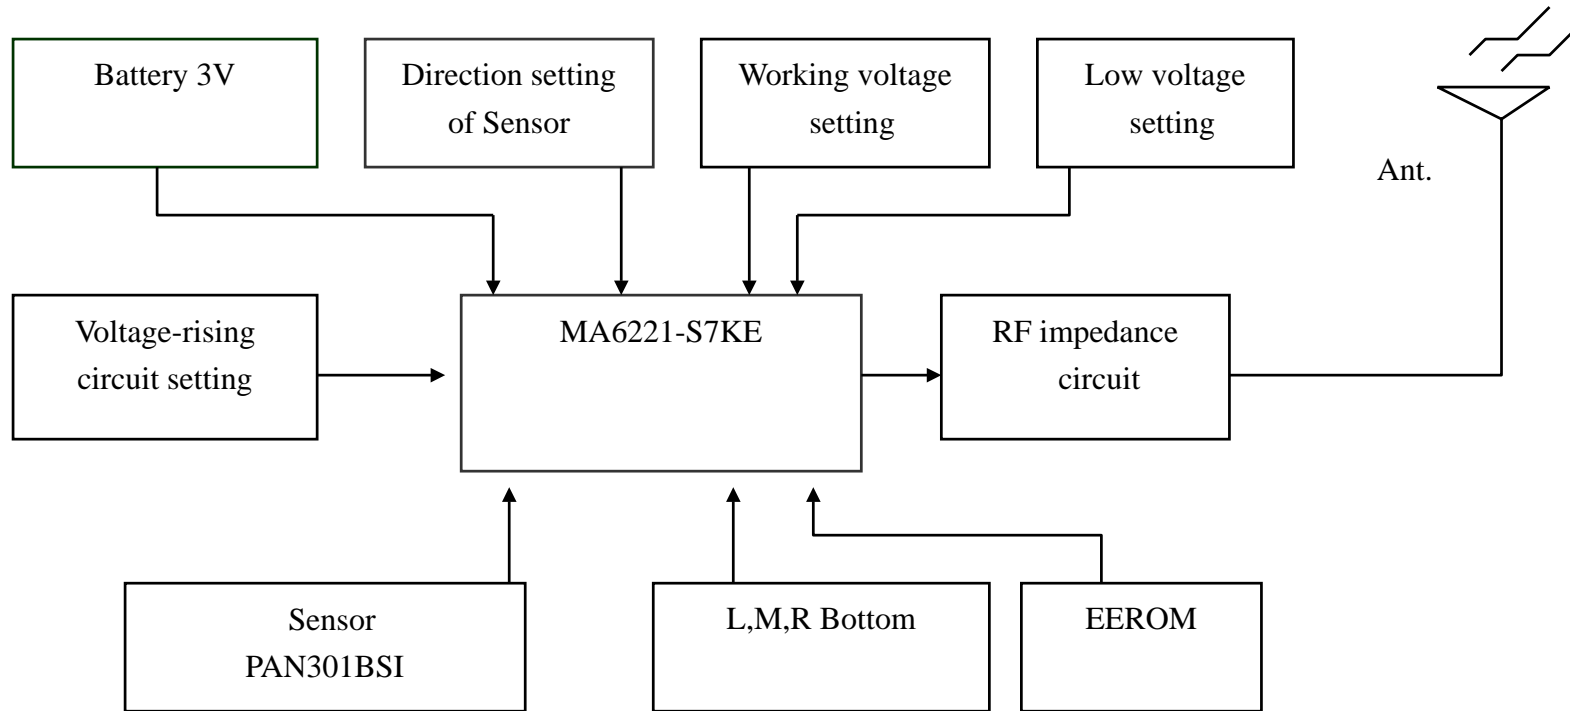 Battery 3V
Direction setting
of Sensor
Working voltage
setting
Low voltage
setting
Ant.
Voltage-rising
circuit setting
MA6221-S7KE
RF impedance
circuit
Sensor
PAN301BSI
L,M,R Bottom
EEROM